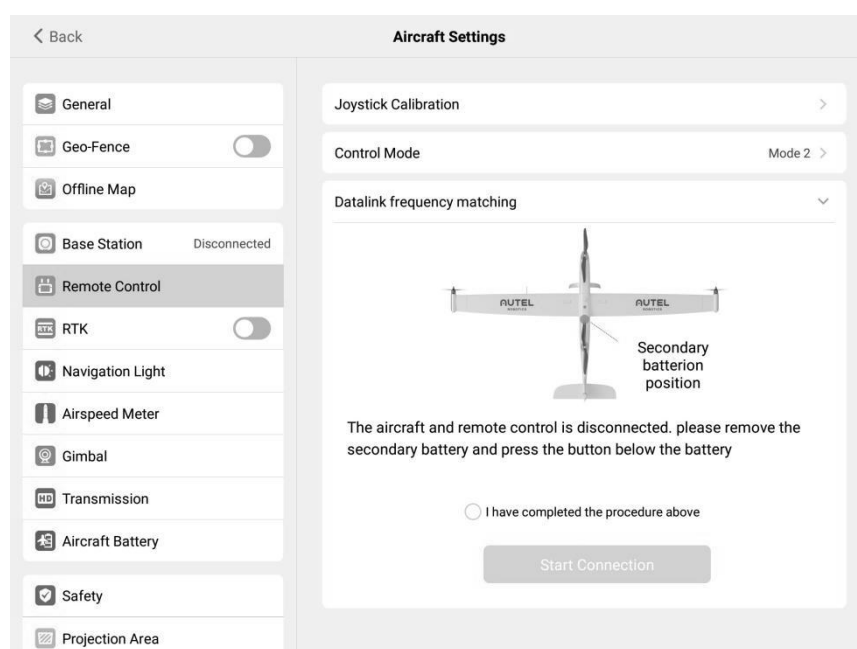 Back
Aircraft Settings
General
Geo-Fence
Offline Map
Base Station Disconnected
Remote Control
RTK RTK
Navigation Light
Airspeed Meter
Gimbal
HD Transmission
Aircraft Battery
Safety
Projection Area
Joystick Calibration
Control Mode Mode 2
Datalink frequency matching
AUTEL AUTEL
Secondary
batterion
position
The aircraft and remote control is disconnected. please remove the
secondary battery and press the button below the battery
I have completed the procedure above
Start Connection